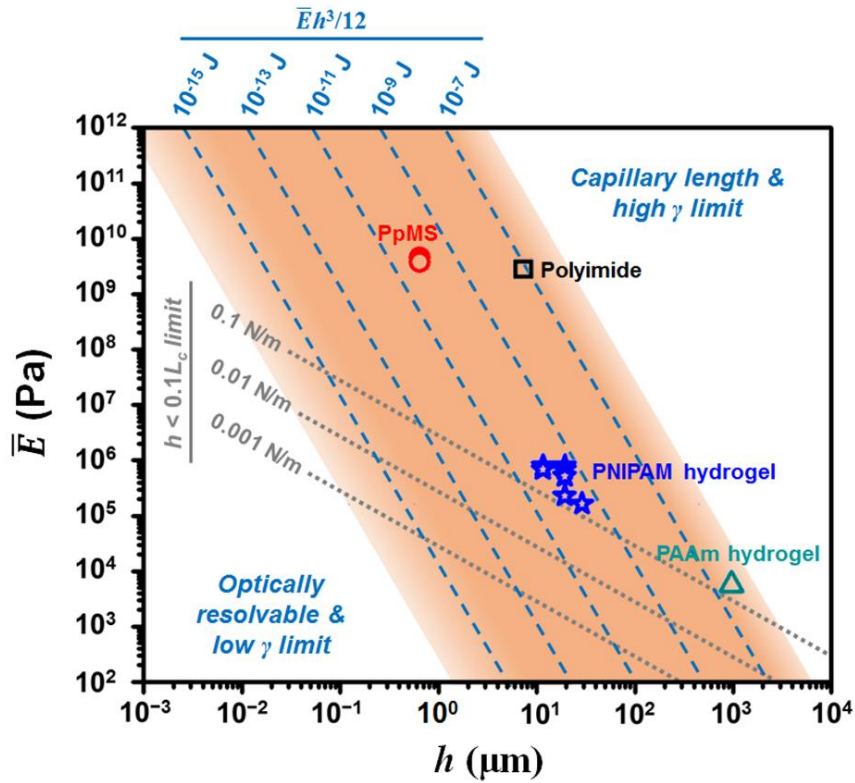 E̅h³/12
10⁻¹⁵ J
10⁻¹³ J
10⁻¹¹ J
10⁻⁹ J
10⁻⁷ J
10¹²
10¹¹
10¹⁰
10⁹
10⁸
10⁷
10⁶
10⁵
10⁴
10³
10²
E̅ (Pa)
Capillary length &
high γ limit
PpMS
Polyimide
h < 0.1L_c limit
0.1 N/m
0.01 N/m
0.001 N/m
PNIPAM hydrogel
PAAm hydrogel
Optically
resolvable &
low γ limit
10⁻³
10⁻²
10⁻¹
10⁰
10¹
10²
10³
10⁴
h (μm)